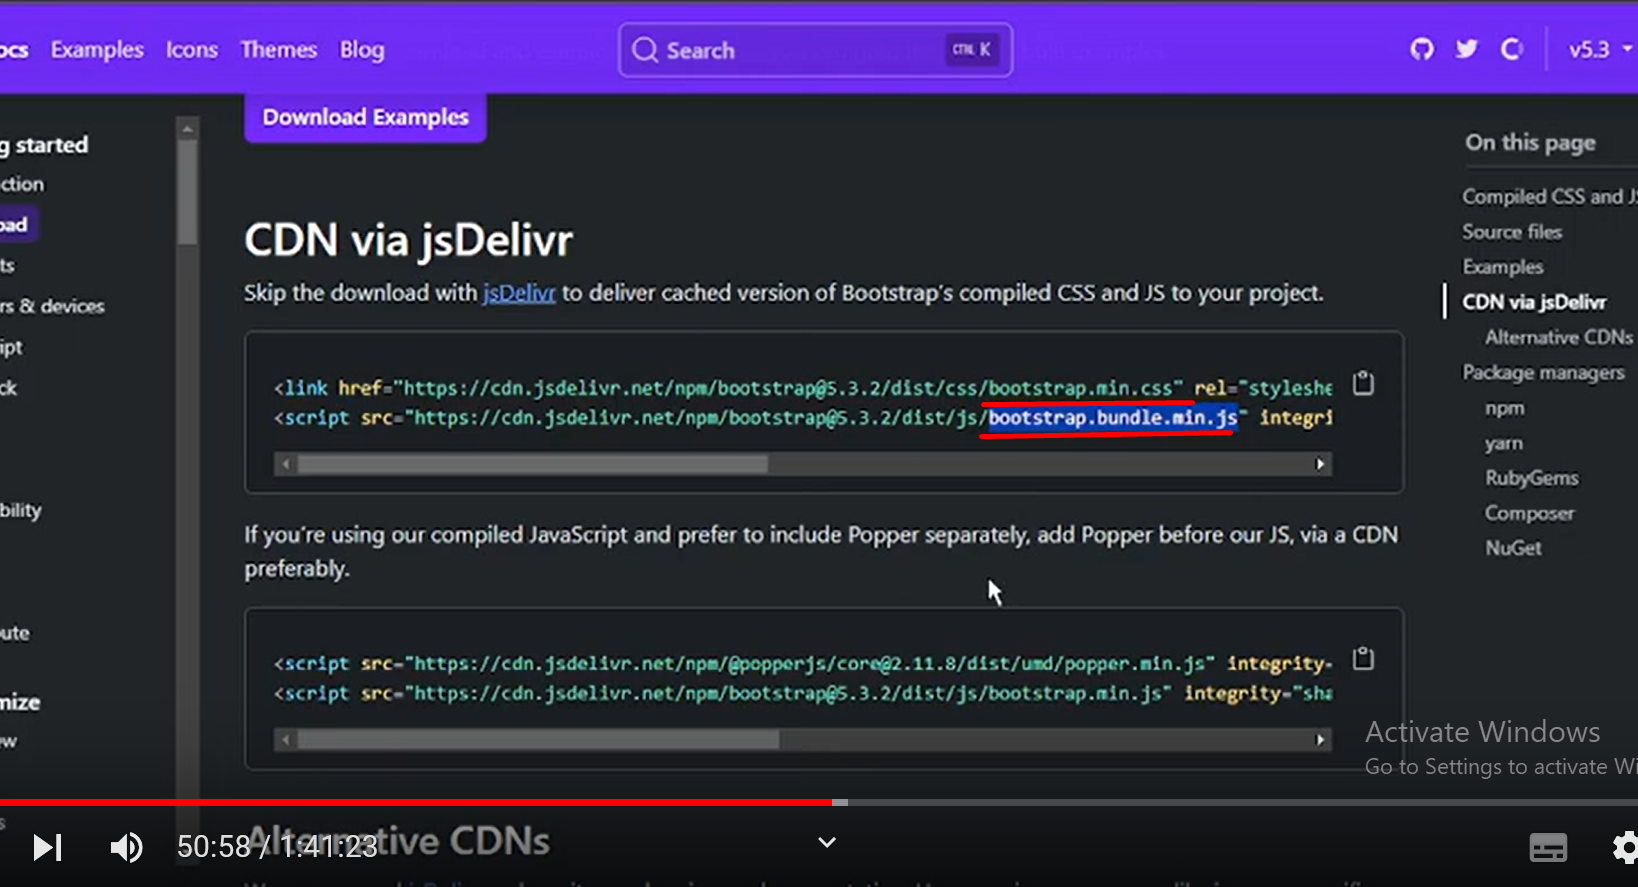 Examples Icons Themes Blog Search CTRL K v5.3
Download Examples
g started
ction
oad
ts
rs & devices
ipt
ck
bility
ute
mize
ew
CDN via jsDelivr
Skip the download with jsDelivr to deliver cached version of Bootstrap's compiled CSS and JS to your project.
<link href="https://cdn.jsdelivr.net/npm/bootstrap@5.3.2/dist/css/bootstrap.min.css" rel="styleshe
<script src="https://cdn.jsdelivr.net/npm/bootstrap@5.3.2/dist/js/bootstrap.bundle.min.js" integri
If you're using our compiled JavaScript and prefer to include Popper separately, add Popper before our JS, via a CDN
preferably.
<script src="https://cdn.jsdelivr.net/npm/@popperjs/core@2.11.8/dist/umd/popper.min.js" integrity=
<script src="https://cdn.jsdelivr.net/npm/bootstrap@5.3.2/dist/js/bootstrap.min.js" integrity="sha
Alternative CDNs
On this page
Compiled CSS and JS
Source files
Examples
CDN via jsDelivr
Alternative CDNs
Package managers
npm
yarn
RubyGems
Composer
NuGet
Activate Windows
Go to Settings to activate Wi
50:58 / 1:41:23